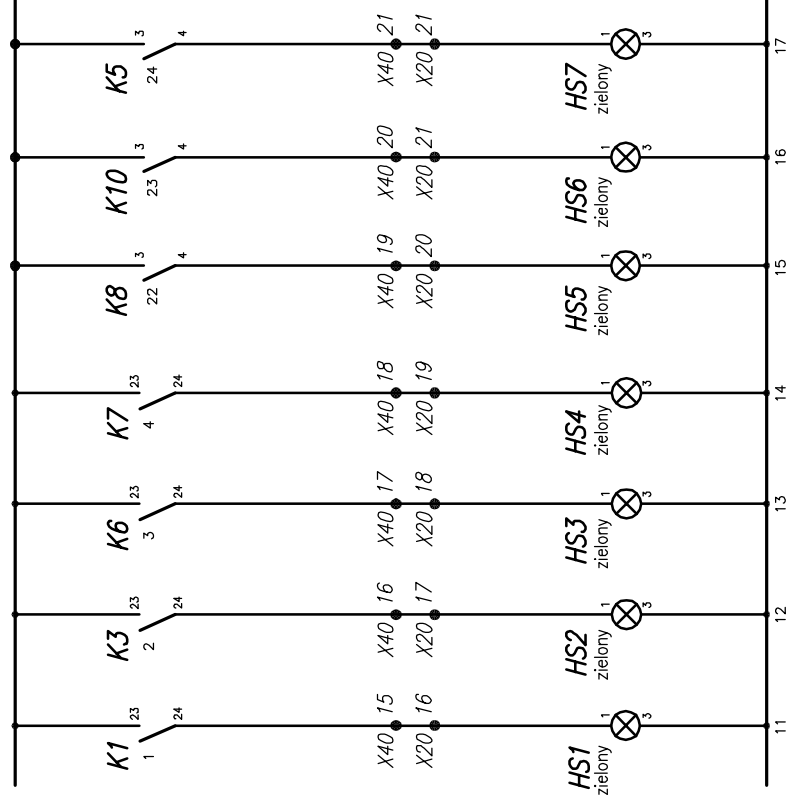 K1
1
23
24
X40 15
X20 16
HS1
zielony
1
3
11
K3
2
23
24
X40 16
X20 17
HS2
zielony
1
3
12
K6
3
23
24
X40 17
X20 18
HS3
zielony
1
3
13
K7
4
23
24
X40 18
X20 19
HS4
zielony
1
3
14
K8
22
3
4
X40 19
X20 20
HS5
zielony
1
3
15
K10
23
3
4
X40 20
X20 21
HS6
zielony
1
3
16
K5
24
3
4
X40 21
X20 21
HS7
zielony
1
3
17